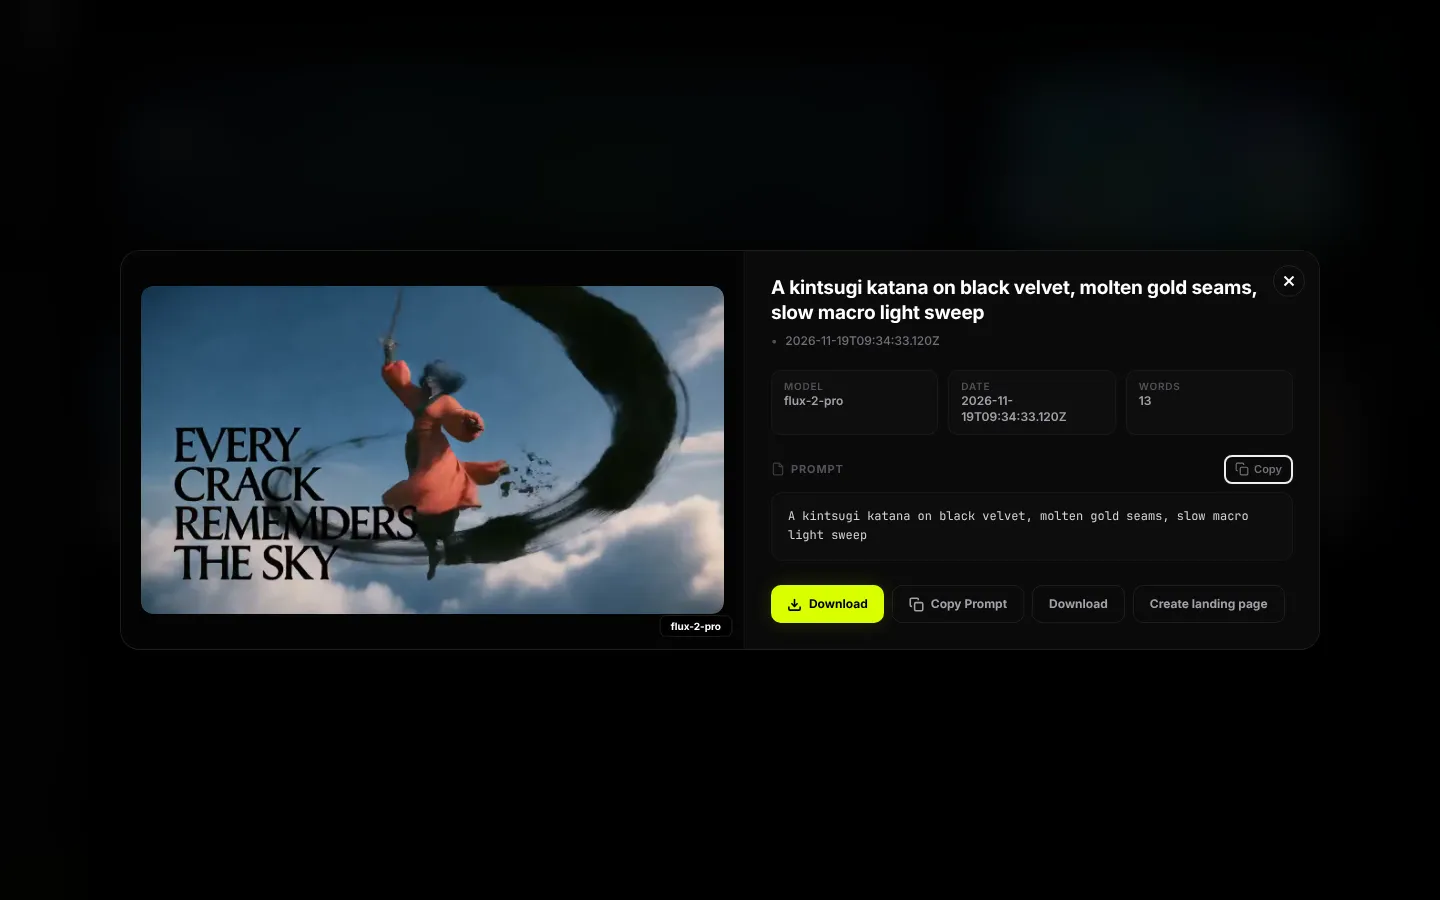 A kintsugi katana on black velvet, molten gold seams,
slow macro light sweep
• 2026-11-19T09:34:33.120Z
MODEL
flux-2-pro
DATE
2026-11-
19T09:34:33.120Z
WORDS
13
EVERY
CRACK
REMEMDERS
THE SKY
flux-2-pro
PROMPT
Copy
A kintsugi katana on black velvet, molten gold seams, slow macro
light sweep
Download
Copy Prompt
Download
Create landing page